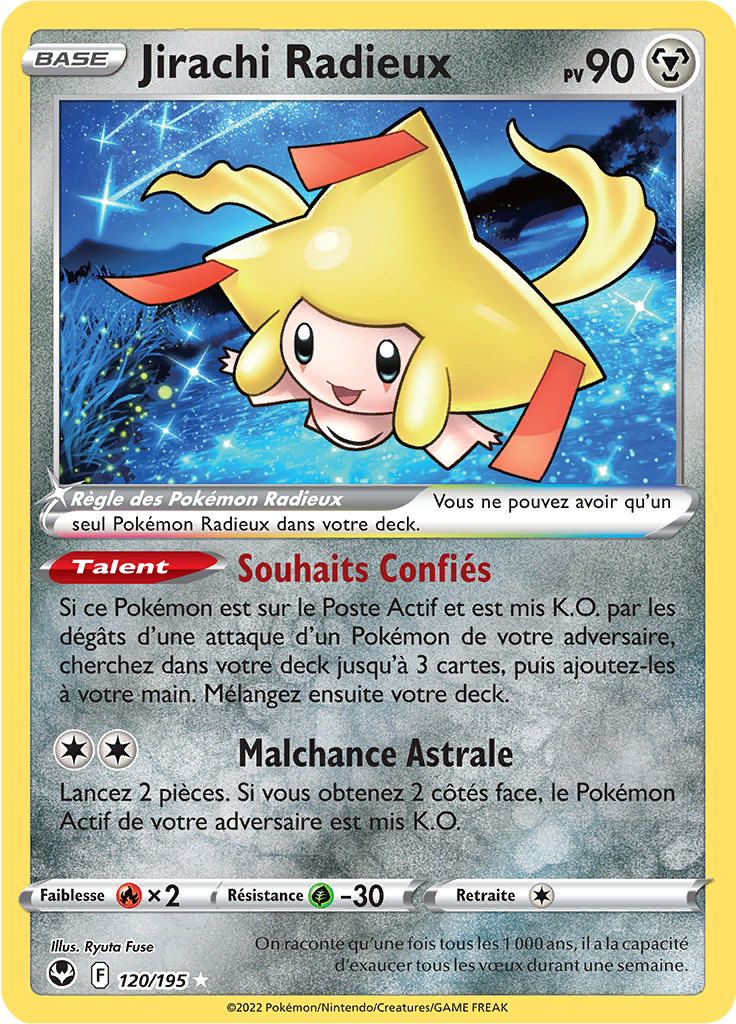 BASE
Jirachi Radieux
PV 90
Règle des Pokémon Radieux Vous ne pouvez avoir qu'un
seul Pokémon Radieux dans votre deck.
Talent Souhaits Confiés
Si ce Pokémon est sur le Poste Actif et est mis K.O. par les
dégâts d'une attaque d'un Pokémon de votre adversaire,
cherchez dans votre deck jusqu'à 3 cartes, puis ajoutez-les
à votre main. Mélangez ensuite votre deck.
Malchance Astrale
Lancez 2 pièces. Si vous obtenez 2 côtés face, le Pokémon
Actif de votre adversaire est mis K.O.
Faiblesse ×2 Résistance -30 Retraite
Illus. Ryuta Fuse
F 120/195
On raconte qu'une fois tous les 1 000 ans, il a la capacité
d'exaucer tous les vœux durant une semaine.
©2022 Pokémon/Nintendo/Creatures/GAME FREAK